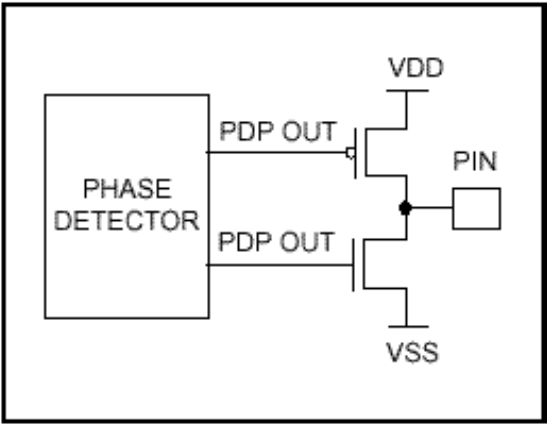 VDD
PDP OUT
PIN
PHASE
DETECTOR
PDP OUT
VSS